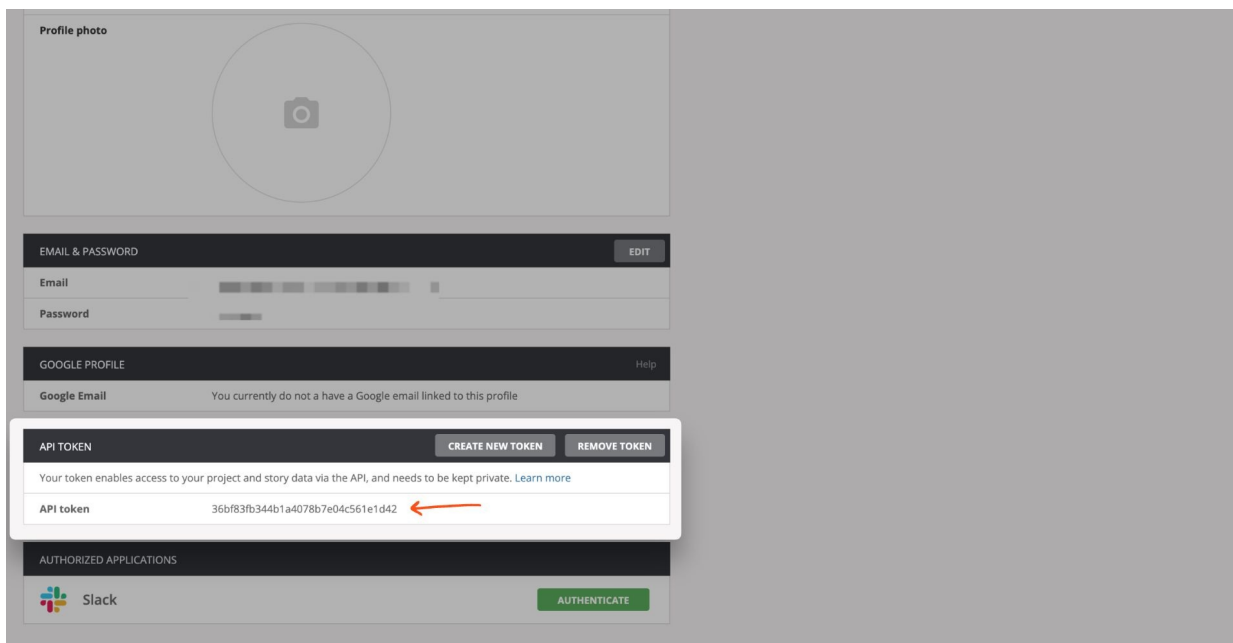 Profile photo
EMAIL & PASSWORD EDIT
Email
Password
GOOGLE PROFILE Help
Google Email You currently do not a have a Google email linked to this profile
API TOKEN CREATE NEW TOKEN REMOVE TOKEN
Your token enables access to your project and story data via the API, and needs to be kept private. Learn more
API token 36bf83fb344b1a4078b7e04c561e1d42
AUTHORIZED APPLICATIONS
Slack AUTHENTICATE